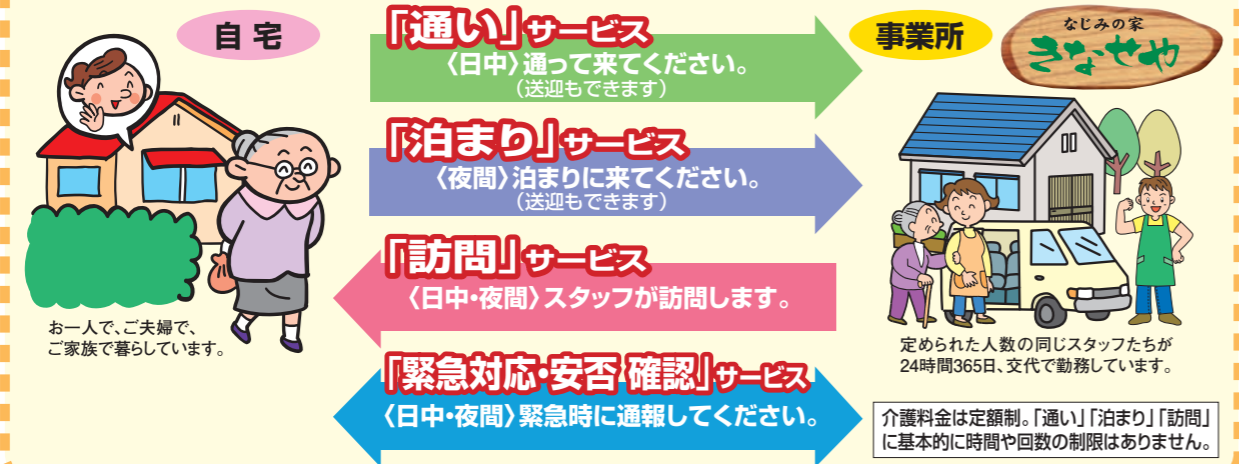 自宅
「通い」サービス
〈日中〉通って来てください。
（送迎もできます）
「泊まり」サービス
〈夜間〉泊まりに来てください。
（送迎もできます）
「訪問」サービス
〈日中・夜間〉スタッフが訪問します。
「緊急対応・安否 確認」サービス
〈日中・夜間〉緊急時に通報してください。
お一人で、ご夫婦で、
ご家族で暮らしています。
事業所
なじみの家
きなせや
定められた人数の同じスタッフたちが
24時間365日、交代で勤務しています。
介護料金は定額制。「通い」「泊まり」「訪問」
に基本的に時間や回数の制限はありません。